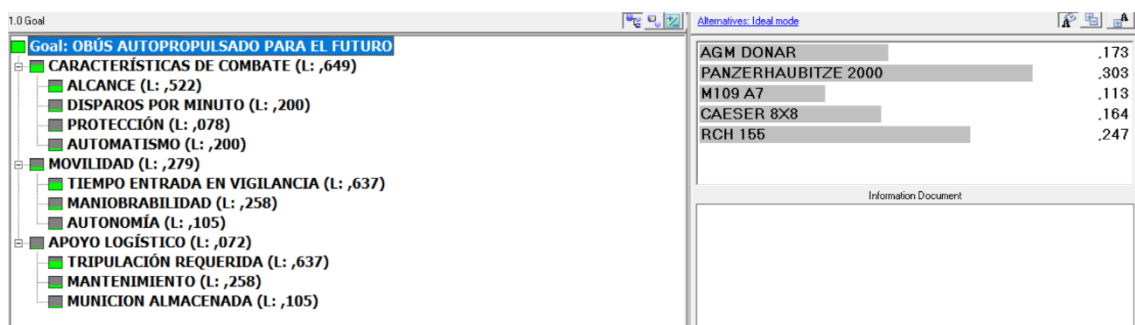 1.0 Goal
Goal: OBÚS AUTOPROPULSADO PARA EL FUTURO
CARACTERÍSTICAS DE COMBATE (L: ,649)
ALCANCE (L: ,522)
DISPAROS POR MINUTO (L: ,200)
PROTECCIÓN (L: ,078)
AUTOMATISMO (L: ,200)
MOVILIDAD (L: ,279)
TIEMPO ENTRADA EN VIGILANCIA (L: ,637)
MANIOBRABILIDAD (L: ,258)
AUTONOMÍA (L: ,105)
APOYO LOGÍSTICO (L: ,072)
TRIPULACIÓN REQUERIDA (L: ,637)
MANTENIMIENTO (L: ,258)
MUNICION ALMACENADA (L: ,105)
Alternatives: Ideal mode
AGM DONAR ,173
PANZERHAUBITZE 2000 ,303
M109 A7 ,113
CAESER 8X8 ,164
RCH 155 ,247
Information Document